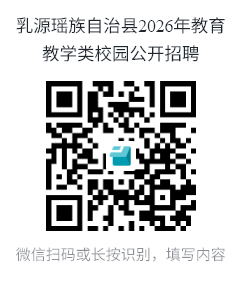 乳源瑶族自治县2026年教育
教学类校园公开招聘
微信扫码或长按识别，填写内容